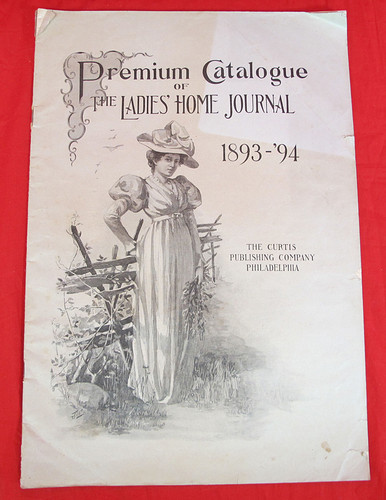 Premium Catalogue
OF
THE LADIES' HOME JOURNAL
1893-'94
THE CURTIS
PUBLISHING COMPANY
PHILADELPHIA